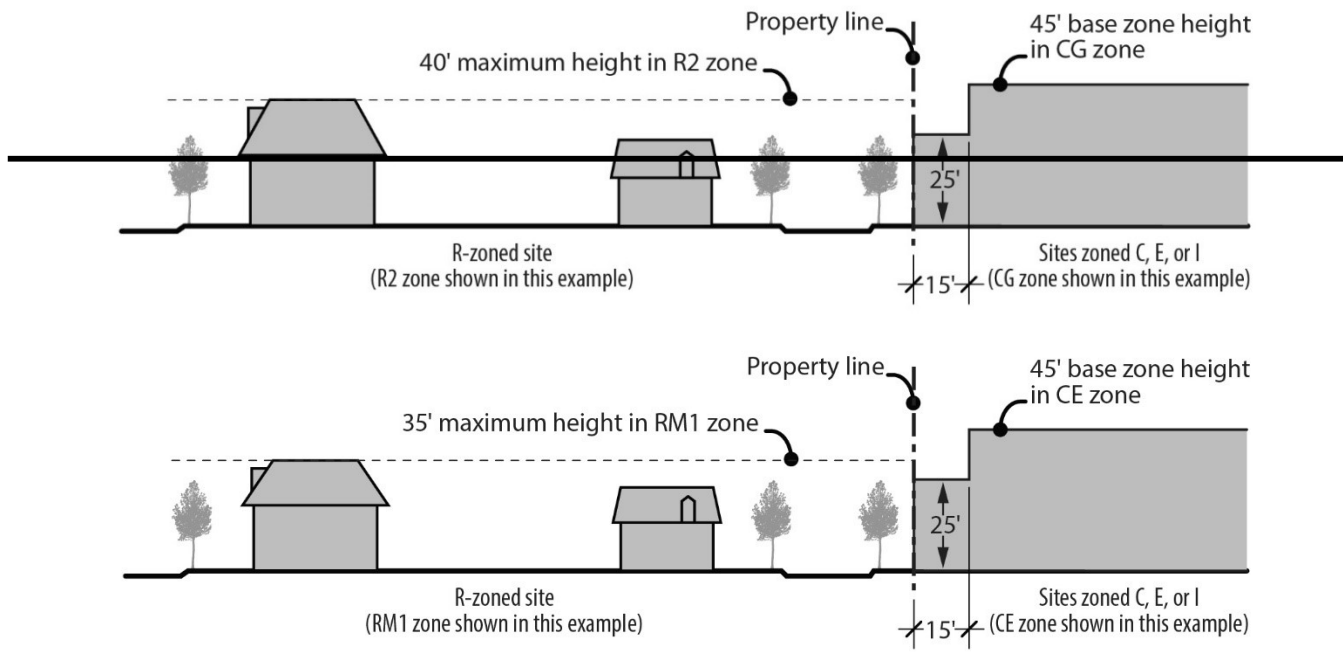 Property line
45' base zone height
in CG zone
40' maximum height in R2 zone
25'
R-zoned site
(R2 zone shown in this example)
Sites zoned C, E, or I
(CG zone shown in this example)
15'
Property line
45' base zone height
in CE zone
35' maximum height in RM1 zone
25'
R-zoned site
(RM1 zone shown in this example)
Sites zoned C, E, or I
(CE zone shown in this example)
15'